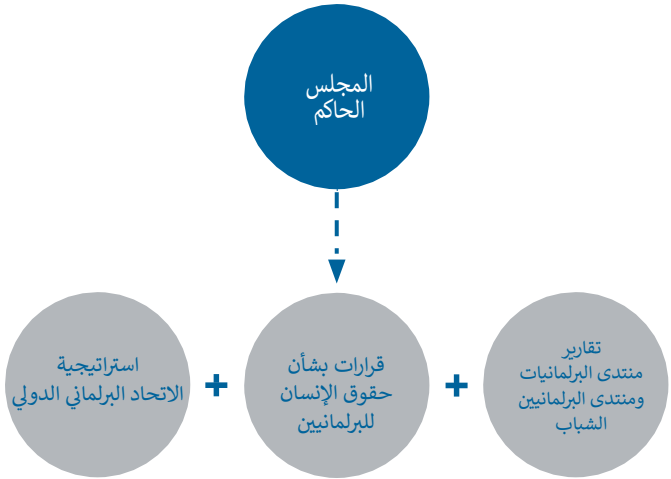 المجلس
الحاكم
تقارير
منتدى البرلمانيات
ومنتدى البرلمانيين
الشباب
+
قرارات بشأن
حقوق الإنسان
للبرلمانيين
+
استراتيجية
الاتحاد البرلماني الدولي